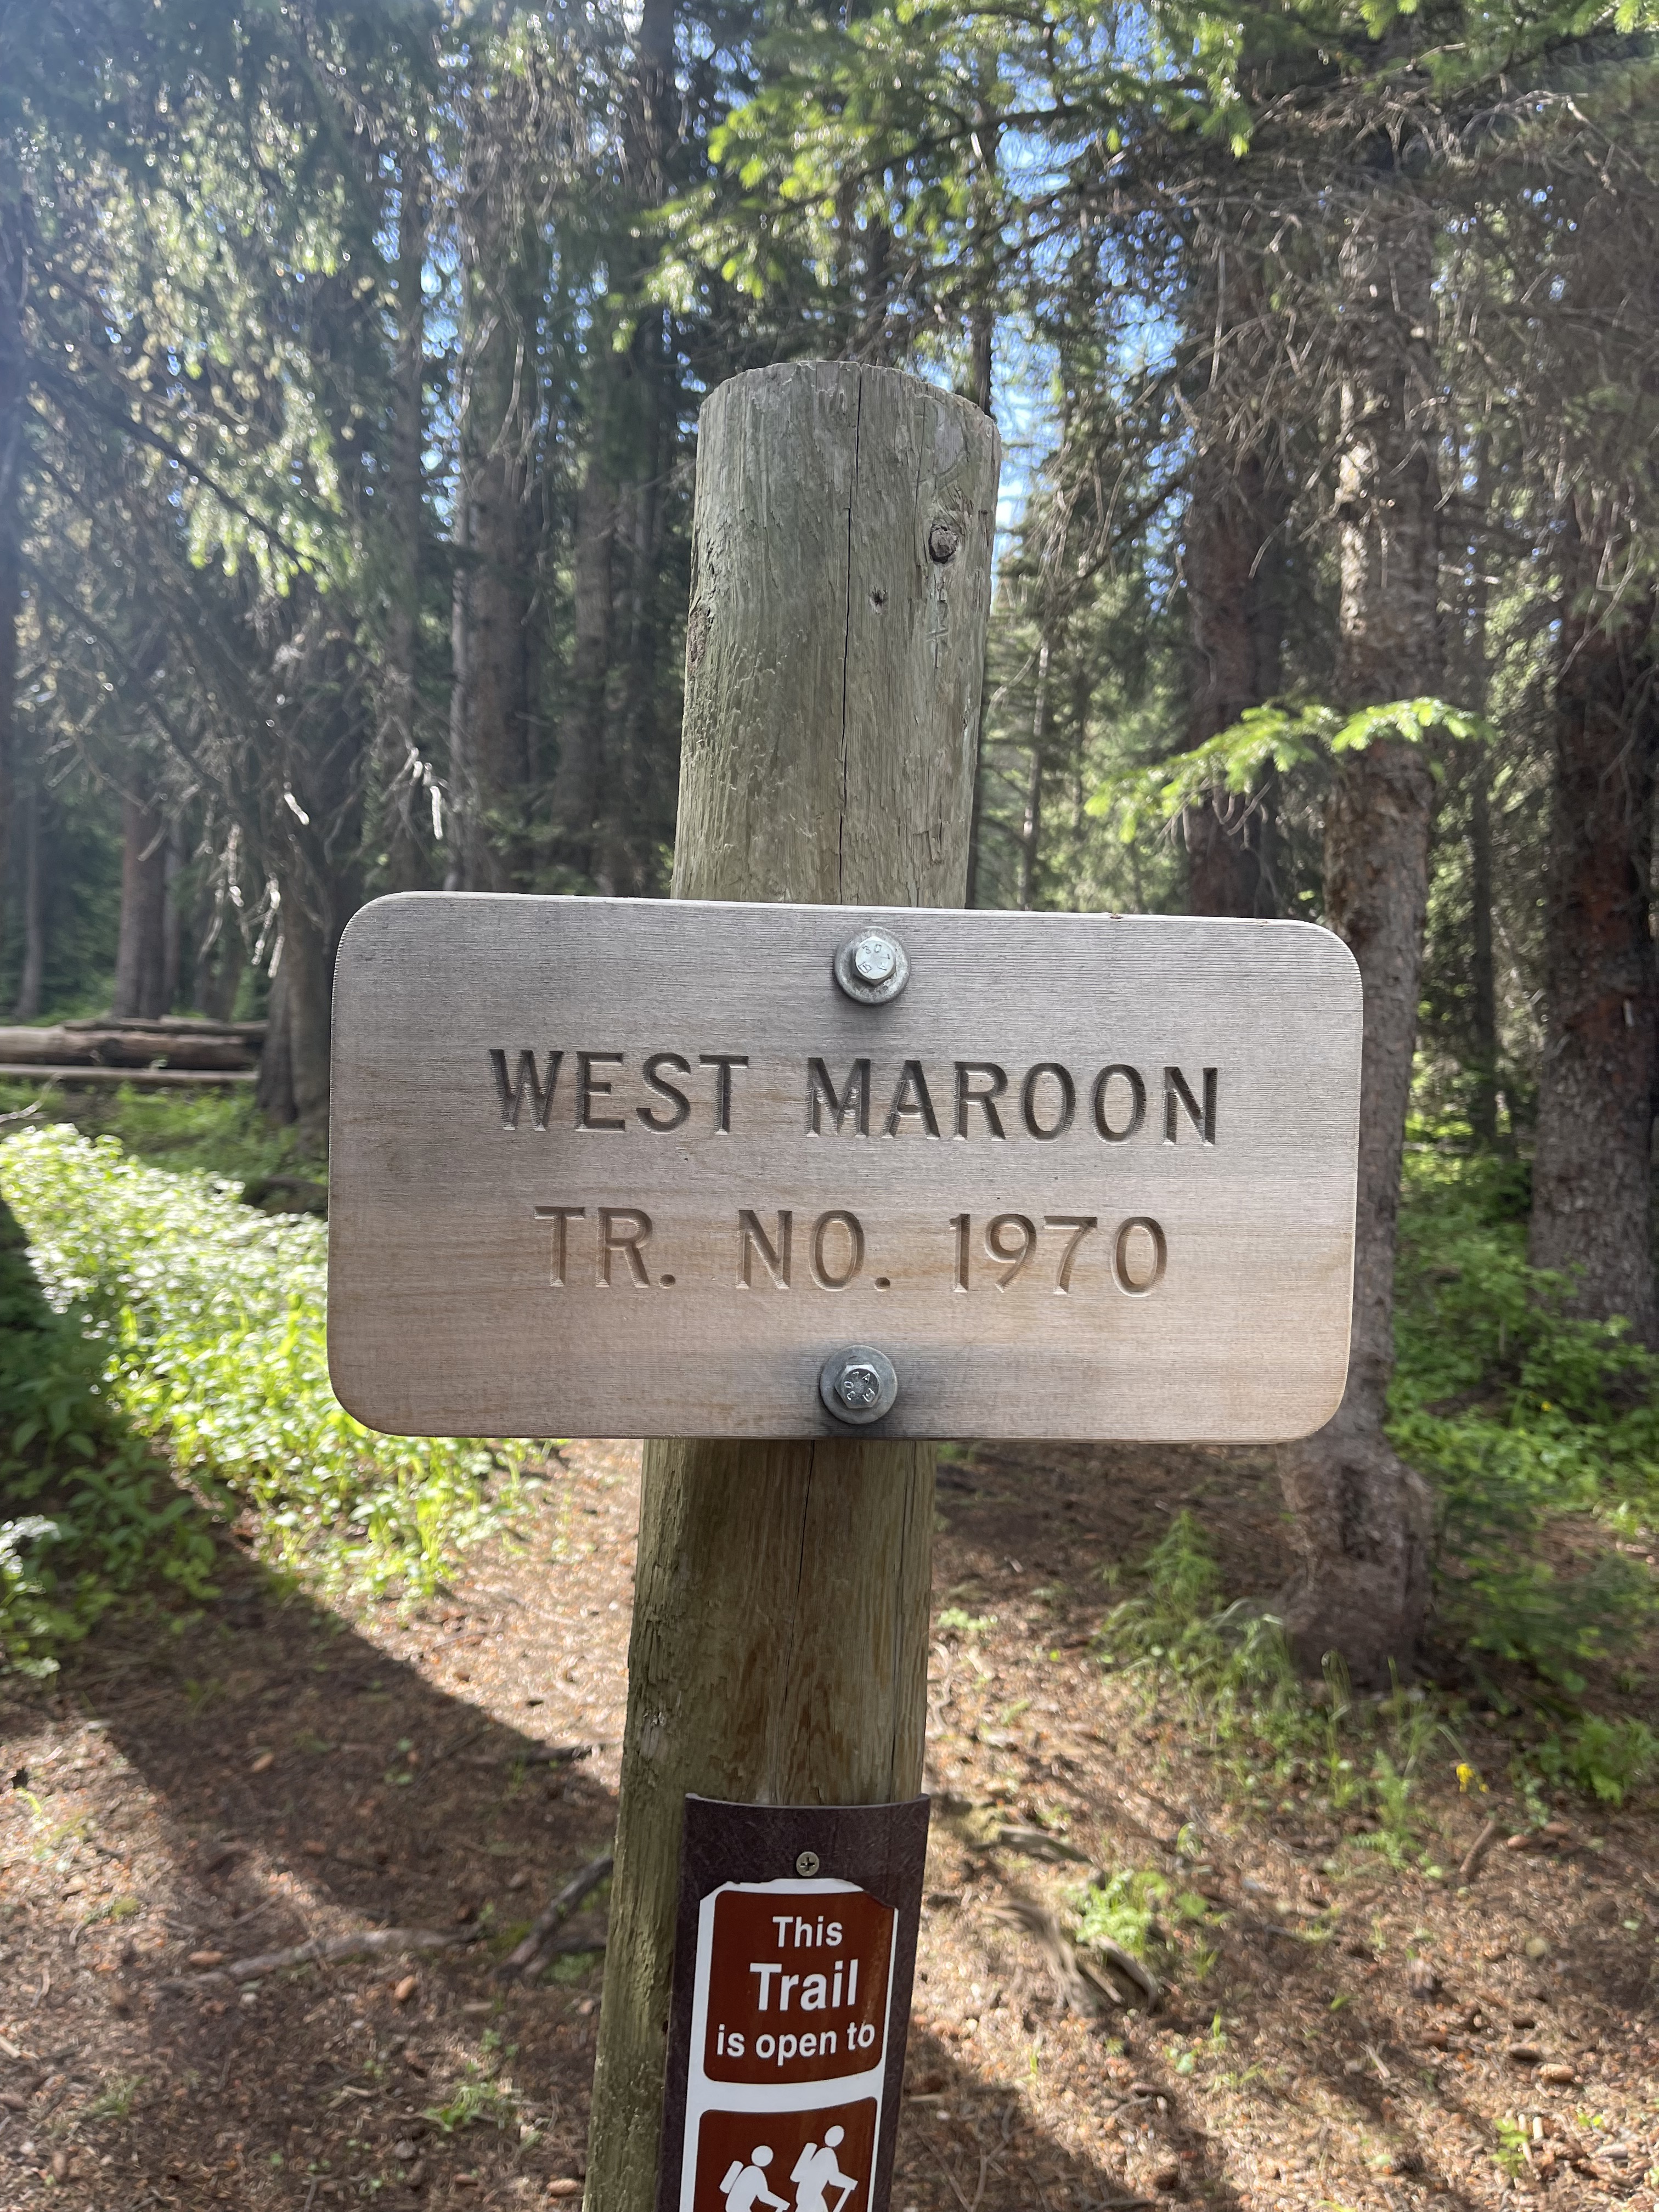 WEST MAROON
TR. NO. 1970
This
Trail
is open to